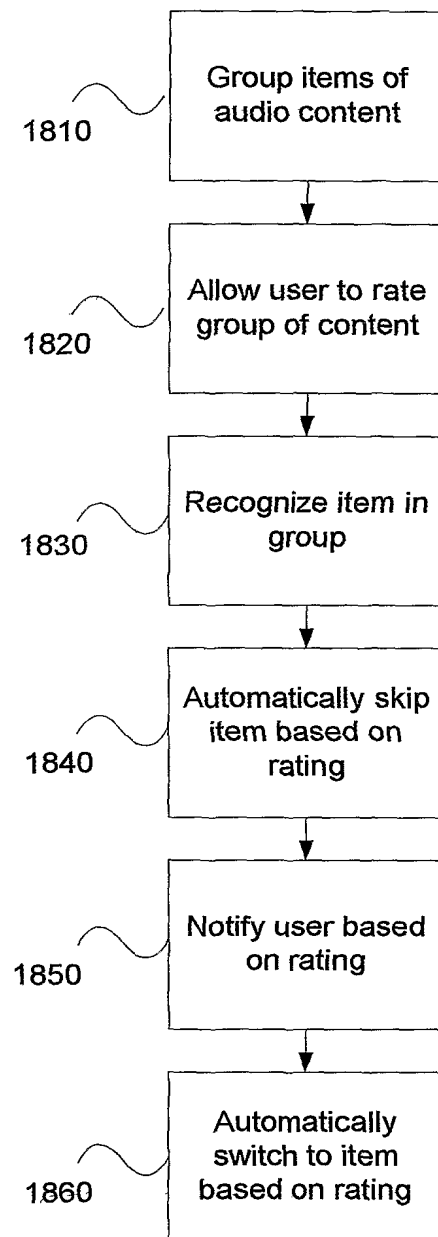 Group items of
audio content
1810
Allow user to rate
group of content
1820
Recognize item in
group
1830
Automatically skip
item based on
rating
1840
Notify user based
on rating
1850
Automatically
switch to item
based on rating
1860